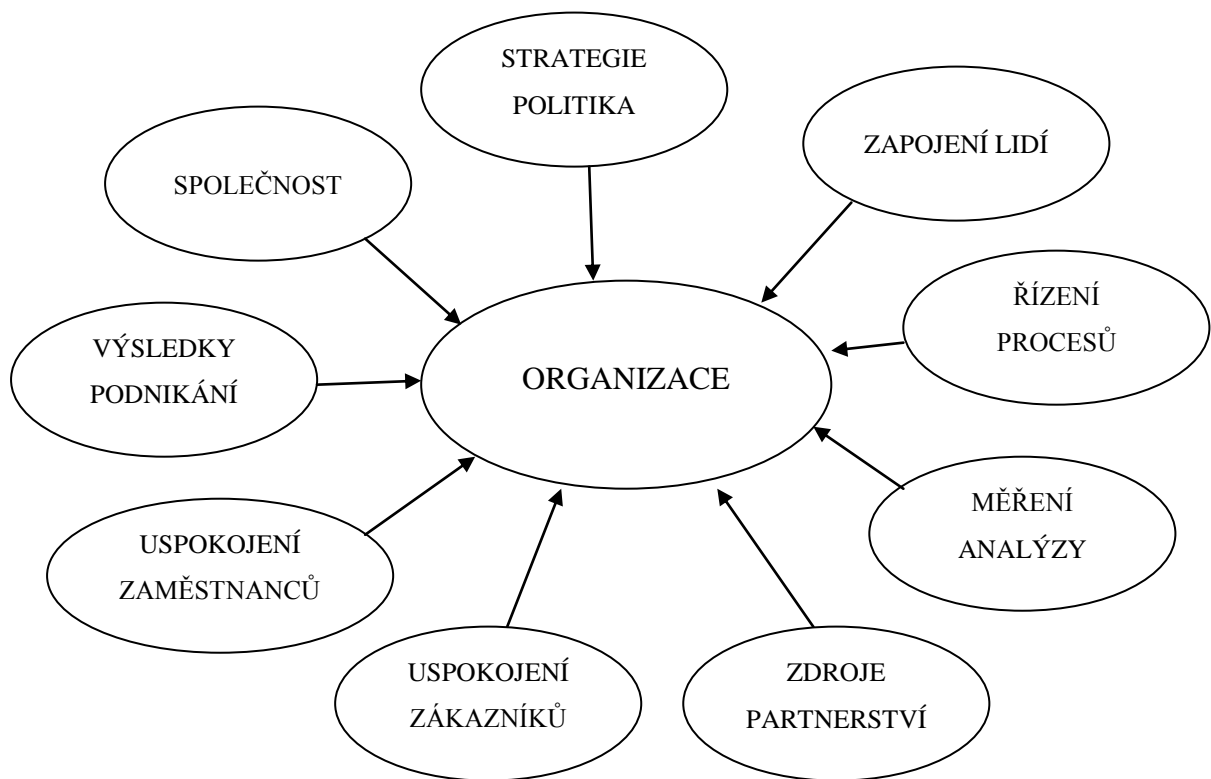 STRATEGIE
POLITIKA
ZAPOJENÍ LIDÍ
SPOLEČNOST
ŘÍZENÍ
PROCESŮ
VÝSLEDKY
PODNIKÁNÍ
ORGANIZACE
MĚŘENÍ
ANALÝZY
USPOKOJENÍ
ZAMĚSTNANCŮ
USPOKOJENÍ
ZÁKAZNÍKŮ
ZDROJE
PARTNERSTVÍ